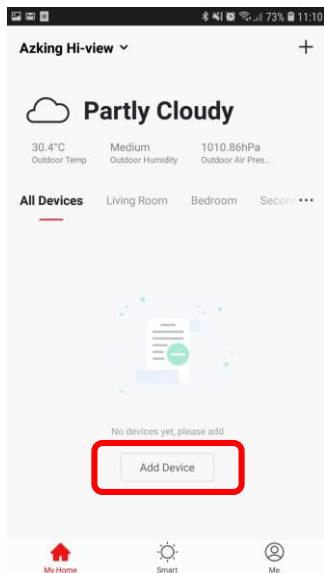 73% 11:10
Azking Hi-view
Partly Cloudy
30.4°C Medium 1010.86hPa
Outdoor Temp Outdoor Humidity Outdoor Air Pres...
All Devices Living Room Bedroom Secon
No devices yet, please add
Add Device
My Home Smart Me